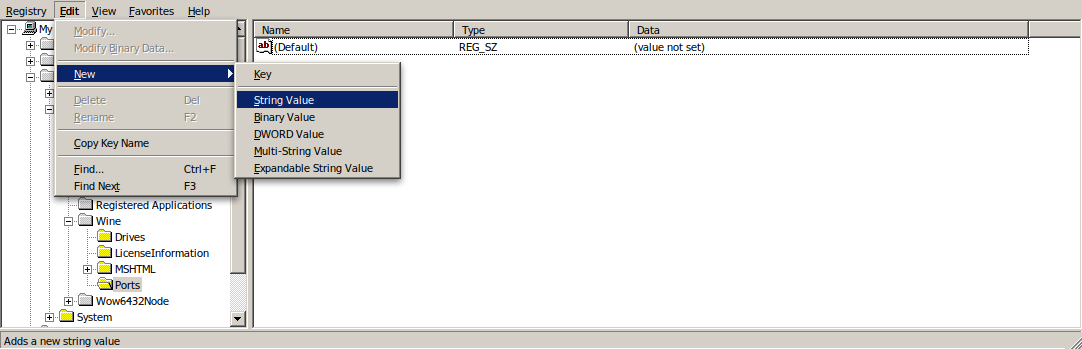 Registry Edit View Favorites Help
My
Name Type Data
ab (Default) REG_SZ (value not set)
Modify...
Modify Binary Data...
New
Delete Del
Rename F2
Copy Key Name
Find... Ctrl+F
Find Next F3
Key
String Value
Binary Value
DWORD Value
Multi-String Value
Expandable String Value
Registered Applications
Wine
Drives
LicenseInformation
MSHTML
Ports
Wow6432Node
System
Adds a new string value